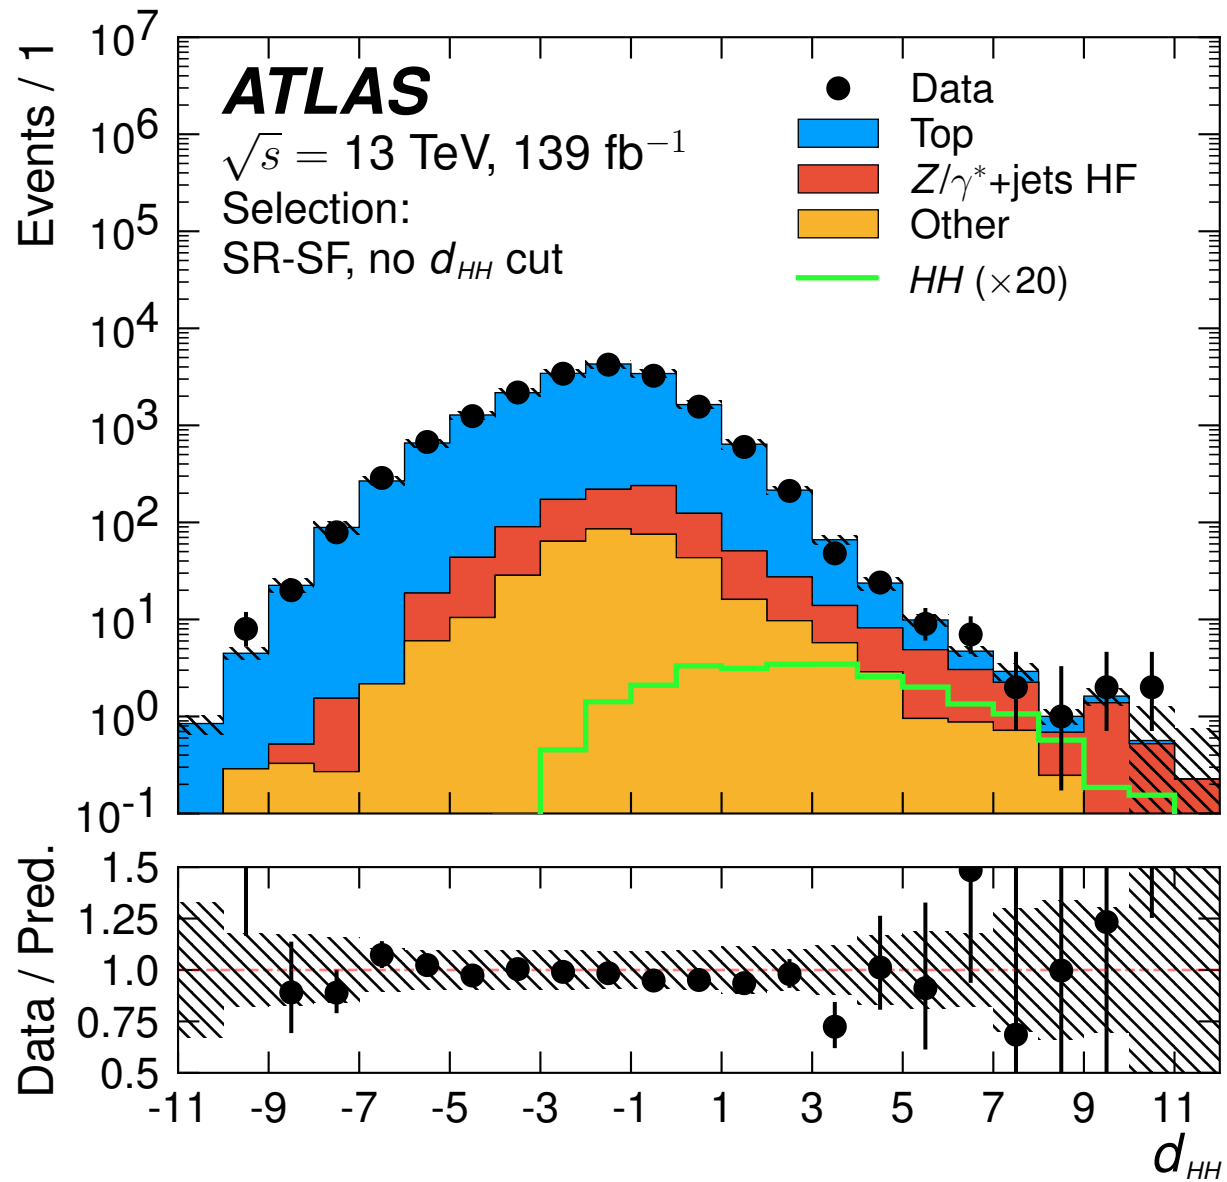 ATLAS
√s = 13 TeV, 139 fb⁻¹
Selection:
SR-SF, no d_HH cut
Data
Top
Z/γ*+jets HF
Other
HH (×20)
Events / 1
10⁷
10⁶
10⁵
10⁴
10³
10²
10¹
10⁰
10⁻¹
Data / Pred.
1.5
1.25
1.0
0.75
0.5
-11 -9 -7 -5 -3 -1 1 3 5 7 9 11
d_HH